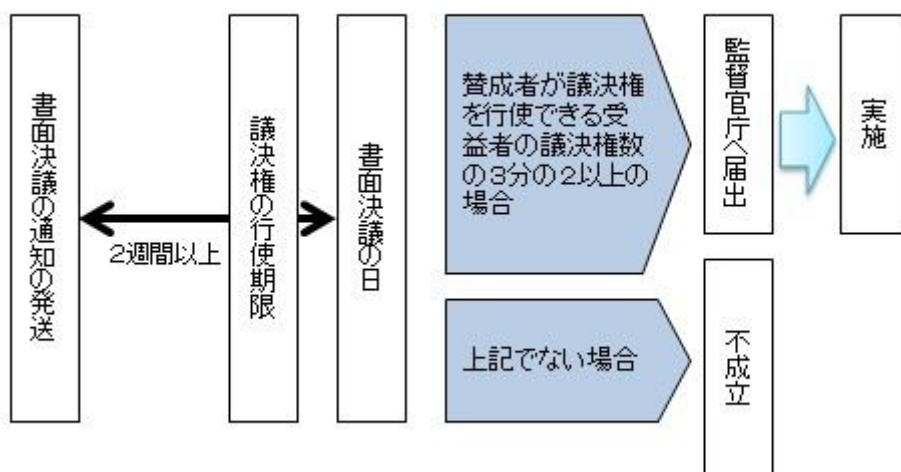 書面決議の通知の発送
2週間以上
議決権の行使期限
書面決議の日
賛成者が議決権
を行使できる受
益者の議決権数
の3分の2以上の
場合
監督官庁へ届出
実施
上記でない場合
不成立